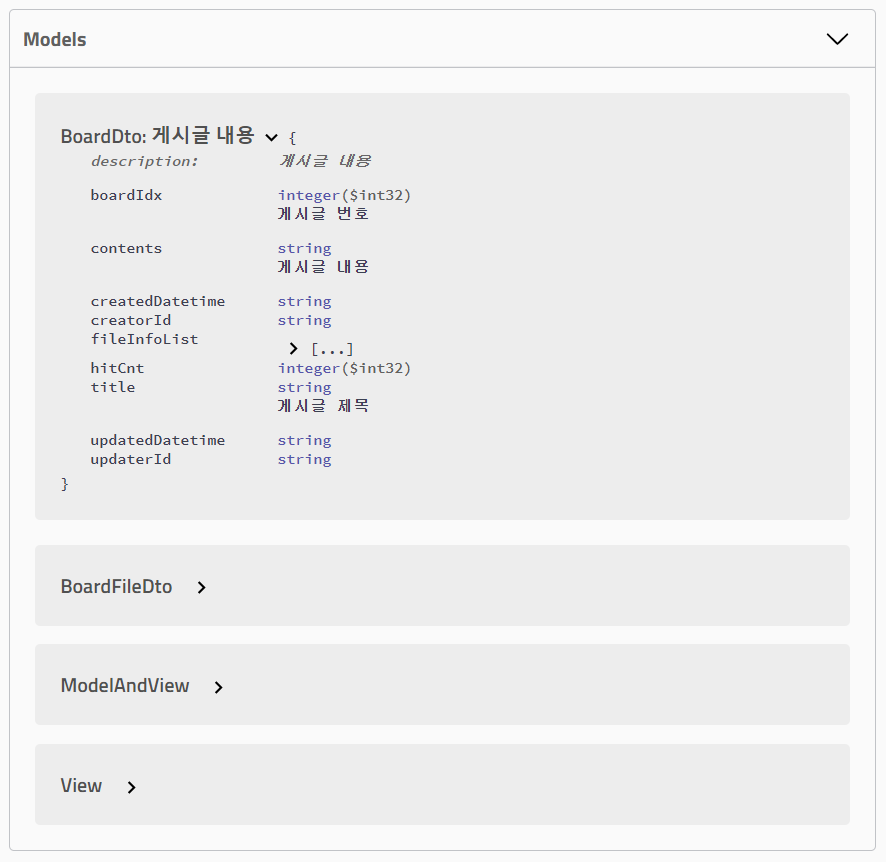 Models
BoardDto: 게시글 내용 {
description: 게시글 내용
boardIdx integer($int32)
게시글 번호
contents string
게시글 내용
createdDatetime string
creatorId string
fileInfoList
[...]
hitCnt integer($int32)
title string
게시글 제목
updatedDatetime string
updaterId string
}
BoardFileDto
ModelAndView
View